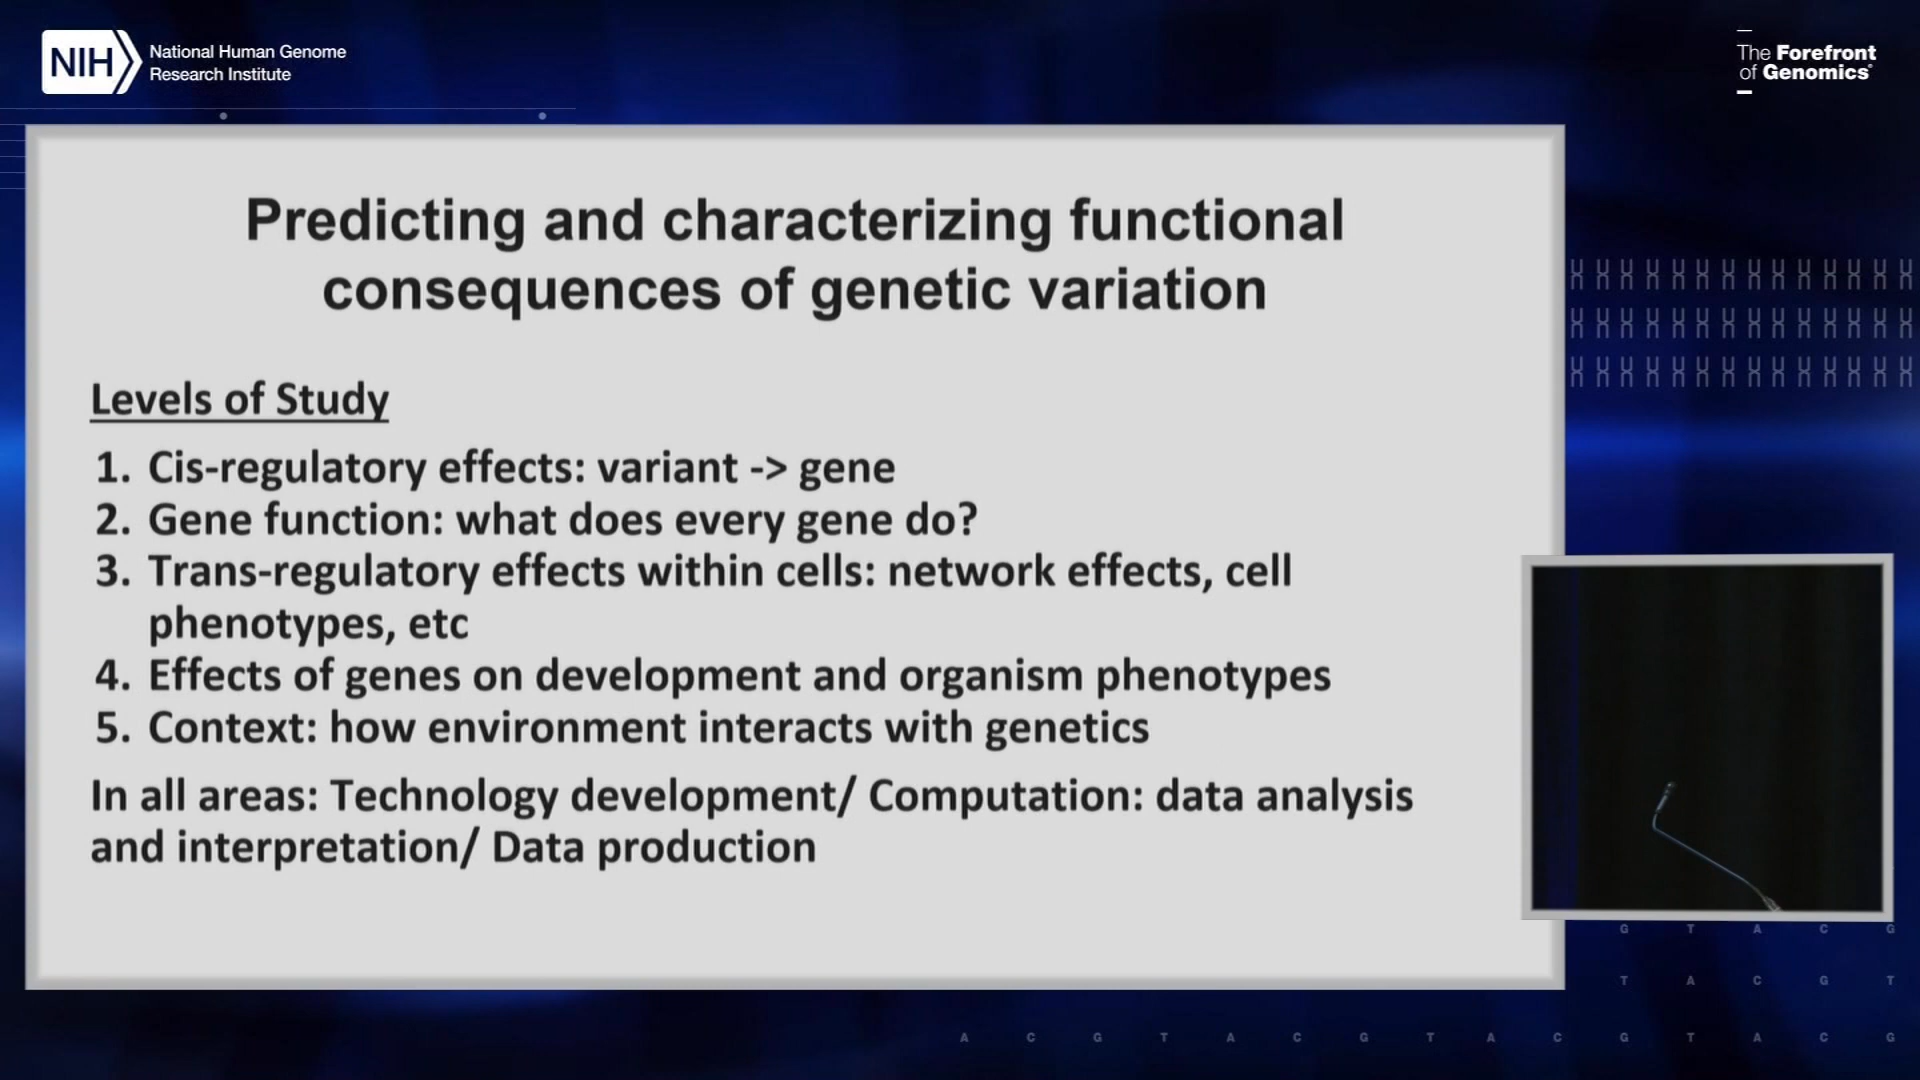 NIH
National Human Genome
Research Institute
The Forefront
of Genomics®
Predicting and characterizing functional
consequences of genetic variation
Levels of Study
1. Cis-regulatory effects: variant -> gene
2. Gene function: what does every gene do?
3. Trans-regulatory effects within cells: network effects, cell
phenotypes, etc
4. Effects of genes on development and organism phenotypes
5. Context: how environment interacts with genetics
In all areas: Technology development/ Computation: data analysis
and interpretation/ Data production
G T A C G
T A C G T
A C G T A C G T A C G T A C G